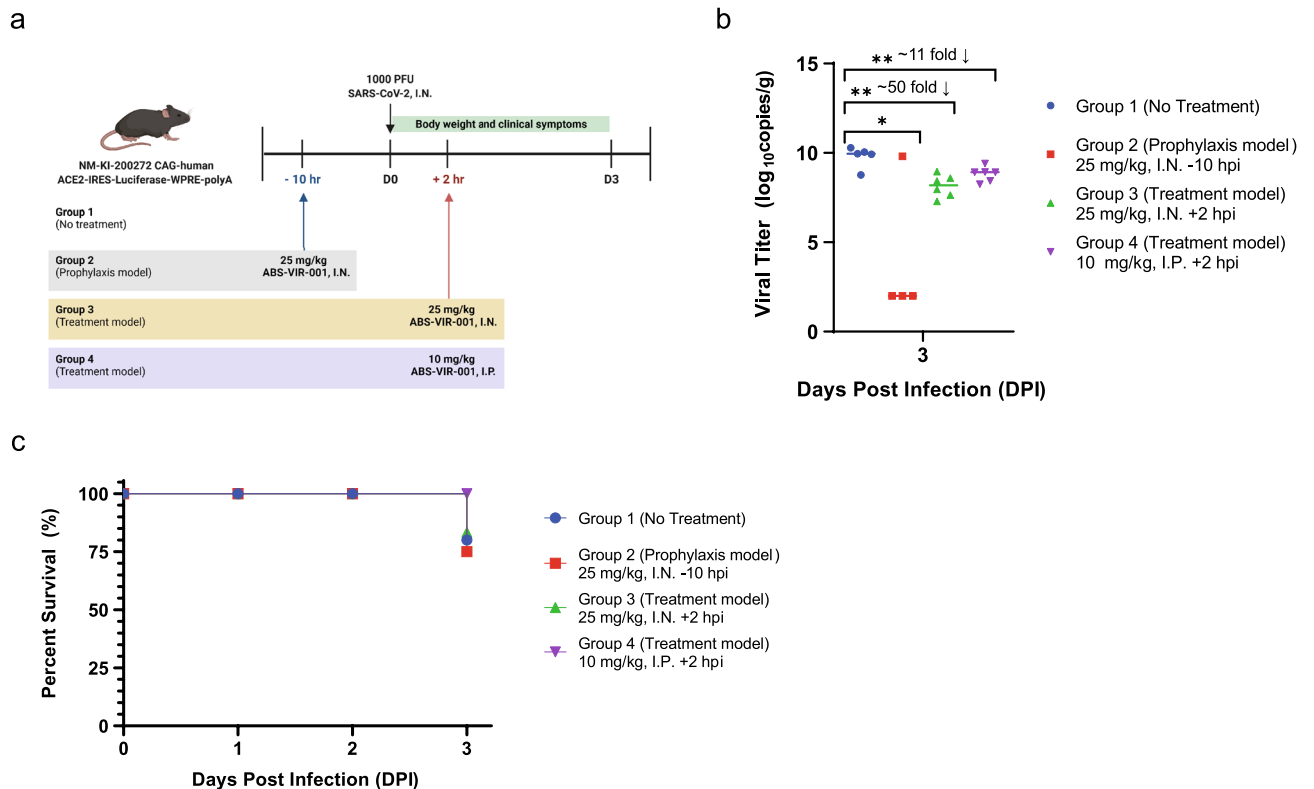 a
1000 PFU
SARS-CoV-2, I.N.
Body weight and clinical symptoms
NM-KI-200272 CAG-human
ACE2-IRES-Luciferase-WPRE-polyA
- 10 hr
D0
+ 2 hr
D3
Group 1
(No treatment)
Group 2
(Prophylaxis model)
25 mg/kg
ABS-VIR-001, I.N.
Group 3
(Treatment model)
25 mg/kg
ABS-VIR-001, I.N.
Group 4
(Treatment model)
10 mg/kg
ABS-VIR-001, I.P.
b
Viral Titer (log10copies/g)
15
10
5
0
** ~11 fold ↓
** ~50 fold ↓
*
3
Days Post Infection (DPI)
Group 1 (No Treatment)
Group 2 (Prophylaxis model)
25 mg/kg, I.N. -10 hpi
Group 3 (Treatment model)
25 mg/kg, I.N. +2 hpi
Group 4 (Treatment model)
10 mg/kg, I.P. +2 hpi
c
Percent Survival (%)
100
75
50
25
0
0 1 2 3
Days Post Infection (DPI)
Group 1 (No Treatment)
Group 2 (Prophylaxis model)
25 mg/kg, I.N. -10 hpi
Group 3 (Treatment model)
25 mg/kg, I.N. +2 hpi
Group 4 (Treatment model)
10 mg/kg, I.P. +2 hpi